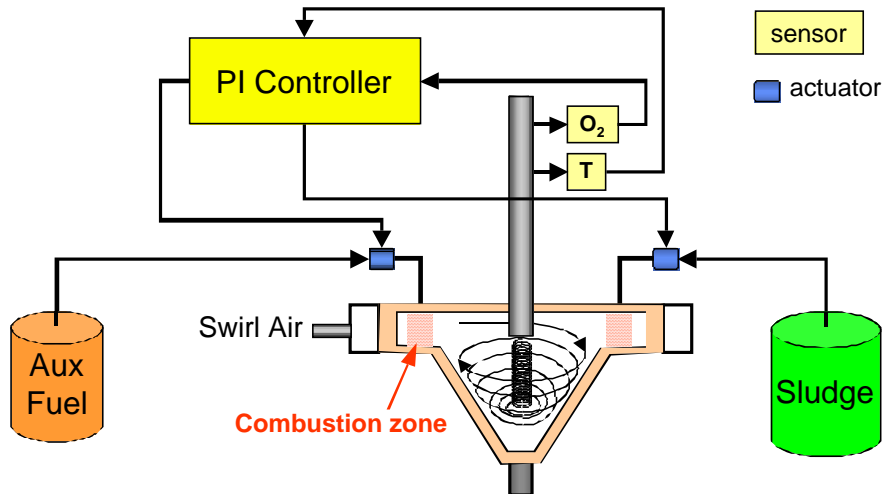 PI Controller
sensor
actuator
O₂
T
Swirl Air
Aux
Fuel
Combustion zone
Sludge